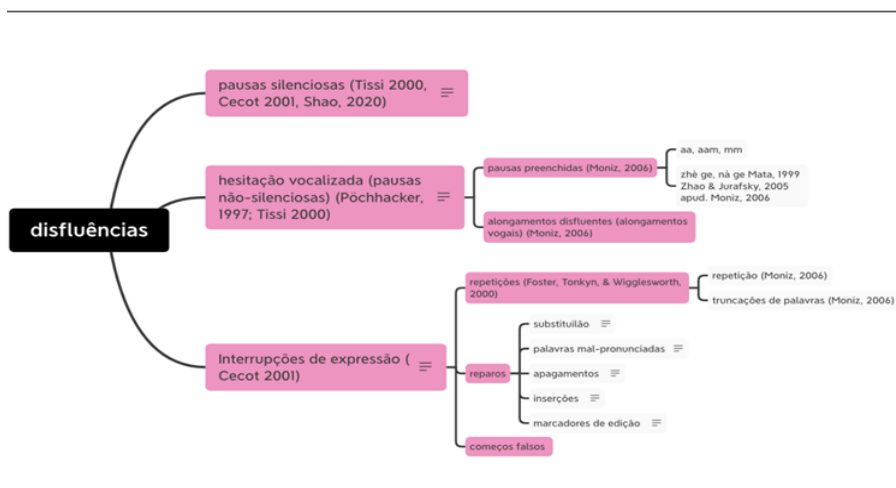 disfluências
pausas silenciosas (Tissi 2000,
Cecot 2001, Shao, 2020)
hesitação vocalizada (pausas
não-silenciosas) (Pöchhacker,
1997; Tissi 2000)
pausas preenchidas (Moniz, 2006)
aa, aam, mm
zhè ge, nà ge Mata, 1999
Zhao & Jurafsky, 2005
apud. Moniz, 2006
alongamentos disfluentes (alongamentos
vogais) (Moniz, 2006)
Interrupções de expressão (
Cecot 2001)
repetições (Foster, Tonkyn, & Wigglesworth,
2000)
repetição (Moniz, 2006)
truncações de palavras (Moniz, 2006)
reparos
substituilão
palavras mal-pronunciadas
apagamentos
inserções
marcadores de edição
começos falsos